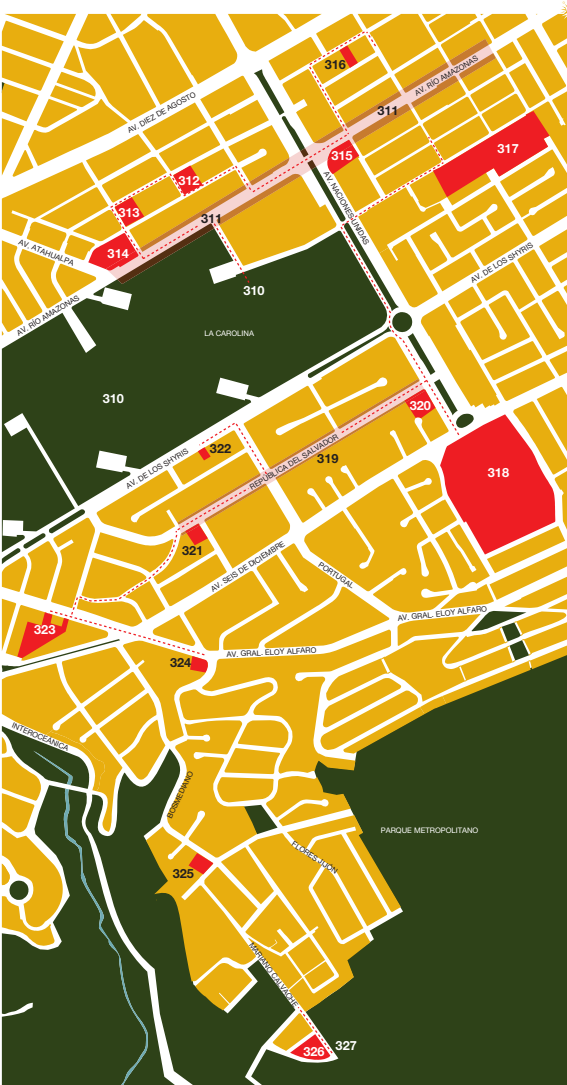 316
AV. RÍO AMAZONAS
311
AV. DIEZ DE AGOSTO
317
315
312
313
311
AV. NACIONES UNIDAS
314
AV. ATAHUALPA
AV. DE LOS SHYRIS
310
AV. RÍO AMAZONAS
LA CAROLINA
310
320
322
REPÚBLICA DEL SALVADOR
319
AV. DE LOS SHYRIS
318
321
AV. SEIS DE DICIEMBRE
PORTUGAL
AV. GRAL. ELOY ALFARO
323
AV. GRAL. ELOY ALFARO
324
INTEROCEÁNICA
BOSMEDIANO
PARQUE METROPOLITANO
FLORES JIJÓN
325
MARIANO CALVACHE
327
326